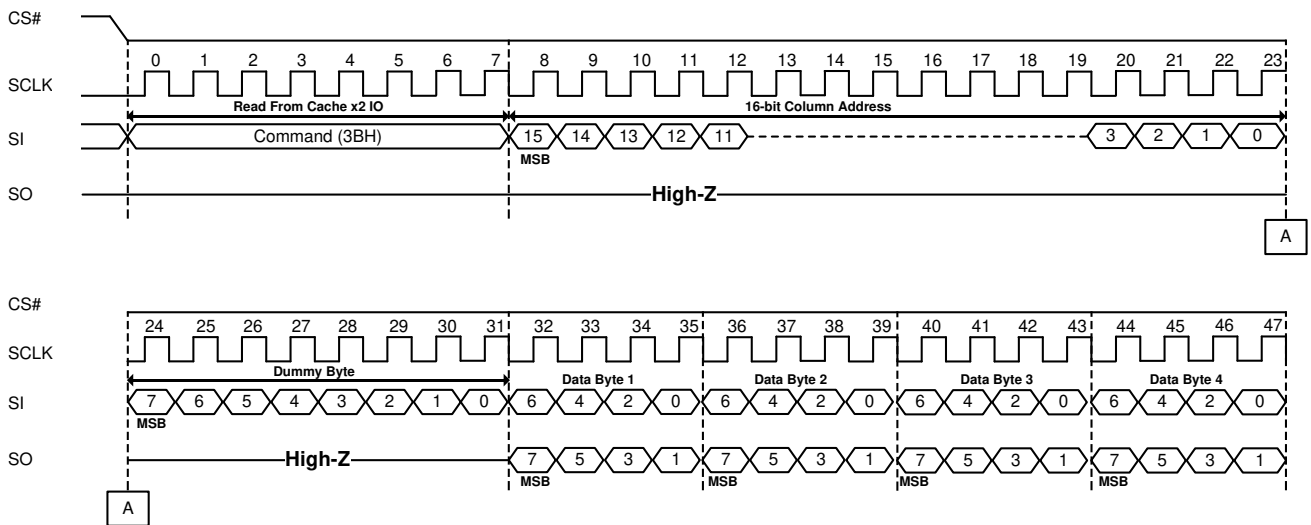 CS#
0 1 2 3 4 5 6 7 8 9 10 11 12 13 14 15 16 17 18 19 20 21 22 23
SCLK
Read From Cache x2 IO 16-bit Column Address
SI Command (3BH) 15 14 13 12 11 3 2 1 0
MSB
SO High-Z
A
CS#
24 25 26 27 28 29 30 31 32 33 34 35 36 37 38 39 40 41 42 43 44 45 46 47
SCLK
Dummy Byte Data Byte 1 Data Byte 2 Data Byte 3 Data Byte 4
SI 7 6 5 4 3 2 1 0 6 4 2 0 6 4 2 0 6 4 2 0 6 4 2 0
MSB
SO High-Z 7 5 3 1 7 5 3 1 7 5 3 1 7 5 3 1
MSB MSB MSB MSB
A